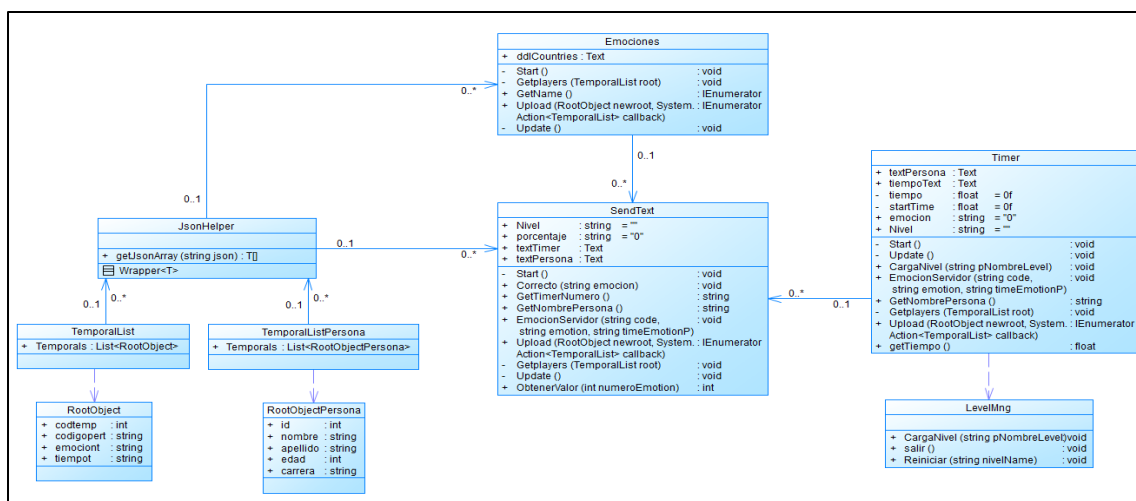 Emociones
+ ddlCountries : Text
- Start () : void
- Getplayers (TemporalList root) : void
+ GetName () : IEnumerator
+ Upload (RootObject newroot, System. : IEnumerator
Action<TemporalList> callback)
- Update () : void
0..*
0..1
0..1
0..*
JsonHelper
+ getJsonArray (string json) : T[]
Wrapper<T>
0..1
0..*
0..1
0..*
0..1
0..*
TemporalList
+ Temporals : List<RootObject>
TemporalListPersona
+ Temporals : List<RootObjectPersona>
RootObject
+ codtemp : int
+ codigopert : string
+ emociont : string
+ tiempot : string
RootObjectPersona
+ id : int
+ nombre : string
+ apellido : string
+ edad : int
+ carrera : string
SendText
+ Nivel : string = ""
+ porcentaje : string = "0"
+ textTimer : Text
+ textPersona : Text
- Start () : void
+ Correcto (string emocion) : void
+ GetTimerNumero () : string
+ GetNombrePersona () : string
+ EmocionServidor (string code, : void
string emotion, string timeEmotionP)
+ Upload (RootObject newroot, System. : IEnumerator
Action<TemporalList> callback)
- Getplayers (TemporalList root) : void
- Update () : void
+ ObtenerValor (int numeroEmotion) : int
0..*
0..1
Timer
+ textPersona : Text
+ tiempoText : Text
- tiempo : float = 0f
- startTime : float = 0f
+ emocion : string = "0"
+ Nivel : string = ""
- Start () : void
- Update () : void
+ CargaNivel (string pNombreLevel) : void
+ EmocionServidor (string code, : void
string emotion, string timeEmotionP)
+ GetNombrePersona () : string
- Getplayers (TemporalList root) : void
+ Upload (RootObject newroot, System. : IEnumerator
Action<TemporalList> callback)
+ getTiempo () : float
LevelMng
+ CargaNivel (string pNombreLevel) void
+ salir () : void
+ Reiniciar (string nivelName) : void